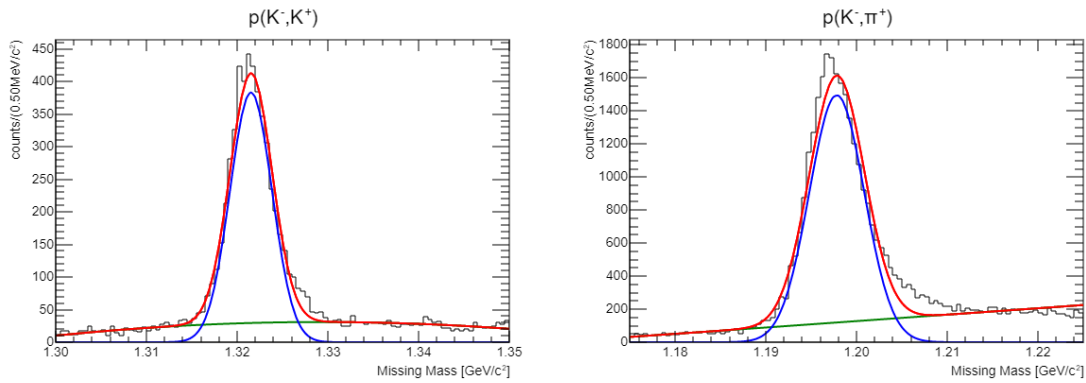 p(K⁻,K⁺)
counts/(0.50MeV/c²)
450
400
350
300
250
200
150
100
50
0
1.30 1.31 1.32 1.33 1.34 1.35
Missing Mass [GeV/c²]
p(K⁻,π⁺)
counts/(0.50MeV/c²)
1800
1600
1400
1200
1000
800
600
400
200
0
1.18 1.19 1.20 1.21 1.22
Missing Mass [GeV/c²]